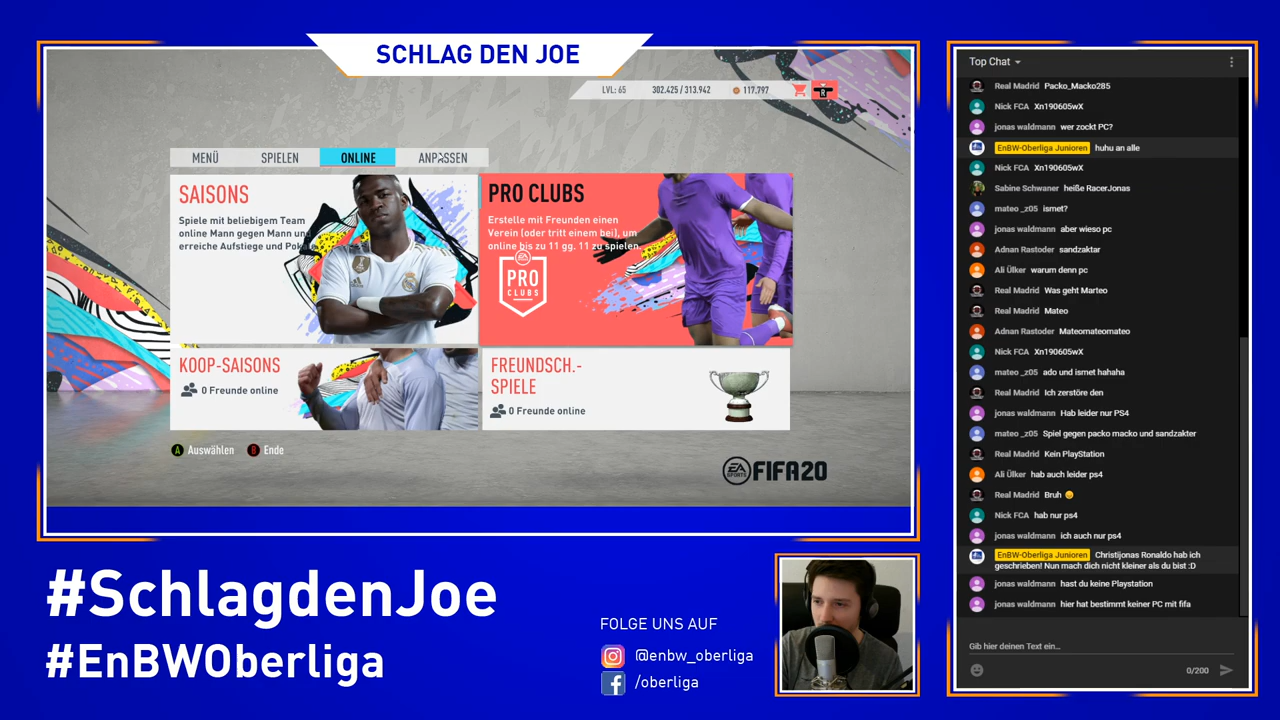 SCHLAG DEN JOE
LVL: 65 302.425 / 313.942 117.797
MENÜ SPIELEN ONLINE ANPASSEN
SAISONS
Spiele mit beliebigem Team
online Mann gegen Mann und
erreiche Aufstiege und
PRO CLUBS
Erstelle mit Freunden einen
Verein (oder tritt einem bei), um
online bis zu 11 gg. 11 zu spielen.
EA
PRO
CLUBS
KOOP-SAISONS
0 Freunde online
FREUNDSCH.-
SPIELE
0 Freunde online
A Auswählen B Ende
EA SPORTS FIFA20
#SchlagdenJoe
#EnBWOberliga
FOLGE UNS AUF
@enbw_oberliga
/oberliga
Top Chat
Real Madrid Packo_Macko285
Nick FCA Xn190605wX
jonas waldmann wer zockt PC?
EnBW-Oberliga Junioren huhu an alle
Nick FCA Xn190605wX
Sabine Schwaner heiße RacerJonas
mateo _z05 ismet?
jonas waldmann aber wieso pc
Adnan Rastoder sandzaktar
Ali Ülker warum denn pc
Real Madrid Was geht Marteo
Real Madrid Mateo
Adnan Rastoder Mateomateomateo
Nick FCA Xn190605wX
mateo _z05 ado und ismet hahaha
Real Madrid Ich zerstöre den
jonas waldmann Hab leider nur PS4
mateo _z05 Spiel gegen packo macko und sandzakter
Real Madrid Kein PlayStation
Ali Ülker hab auch leider ps4
Real Madrid Bruh 😞
Nick FCA hab nur ps4
jonas waldmann ich auch nur ps4
EnBW-Oberliga Junioren Christijonas Ronaldo hab ich
geschrieben! Nun mach dich nicht kleiner als du bist :D
jonas waldmann hast du keine Playstation
jonas waldmann hier hat bestimmt keiner PC mit fifa
Gib hier deinen Text ein...
0/200